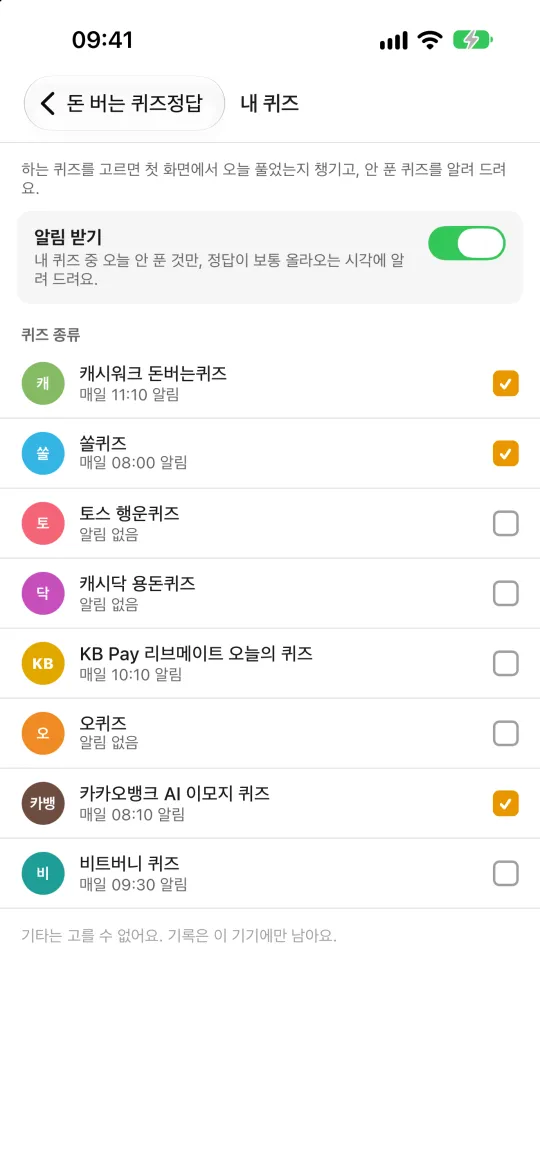 09:41
돈 버는 퀴즈정답
내 퀴즈
하는 퀴즈를 고르면 첫 화면에서 오늘 풀었는지 챙기고, 안 푼 퀴즈를 알려 드려
요.
알림 받기
내 퀴즈 중 오늘 안 푼 것만, 정답이 보통 올라오는 시각에 알
려 드려요.
퀴즈 종류
캐
캐시워크 돈버는퀴즈
매일 11:10 알림
쏠
쏠퀴즈
매일 08:00 알림
토
토스 행운퀴즈
알림 없음
닥
캐시닥 용돈퀴즈
알림 없음
KB
KB Pay 리브메이트 오늘의 퀴즈
매일 10:10 알림
오
오퀴즈
알림 없음
카뱅
카카오뱅크 AI 이모지 퀴즈
매일 08:10 알림
비
비트버니 퀴즈
매일 09:30 알림
기타는 고를 수 없어요. 기록은 이 기기에만 남아요.